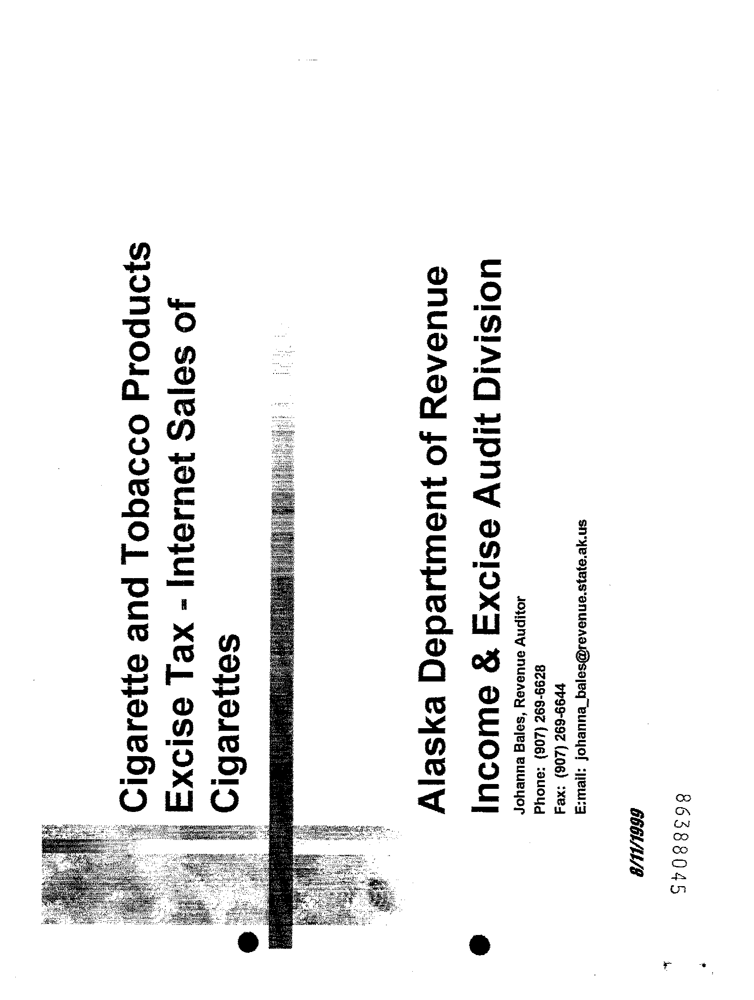 Cigarette and Tobacco Products
Excise Tax - Internet Sales of
Cigarettes
Alaska Department of Revenue
Income & Excise Audit Division
Johanna Bales, Revenue Auditor
Phone: (907) 269-6628
Fax: (907) 269-6644
E:mail: johanna_bales@revenue.state.ak.us
8/11/1999
86388045